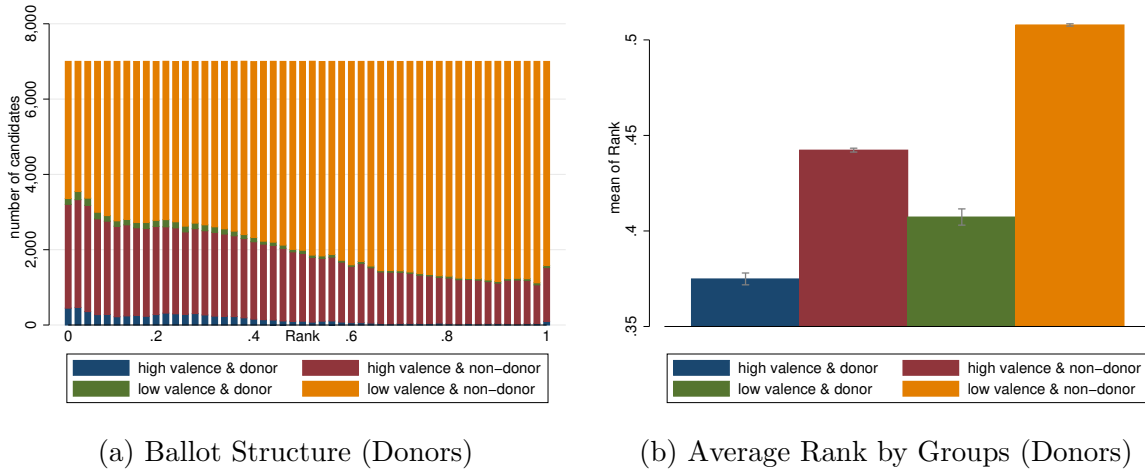 number of candidates
8,000
6,000
4,000
2,000
0
0 .2 .4 Rank .6 .8 1
high valence & donor high valence & non−donor
low valence & donor low valence & non−donor
(a) Ballot Structure (Donors)
mean of Rank
.5
.45
.4
.35
high valence & donor high valence & non−donor
low valence & donor low valence & non−donor
(b) Average Rank by Groups (Donors)